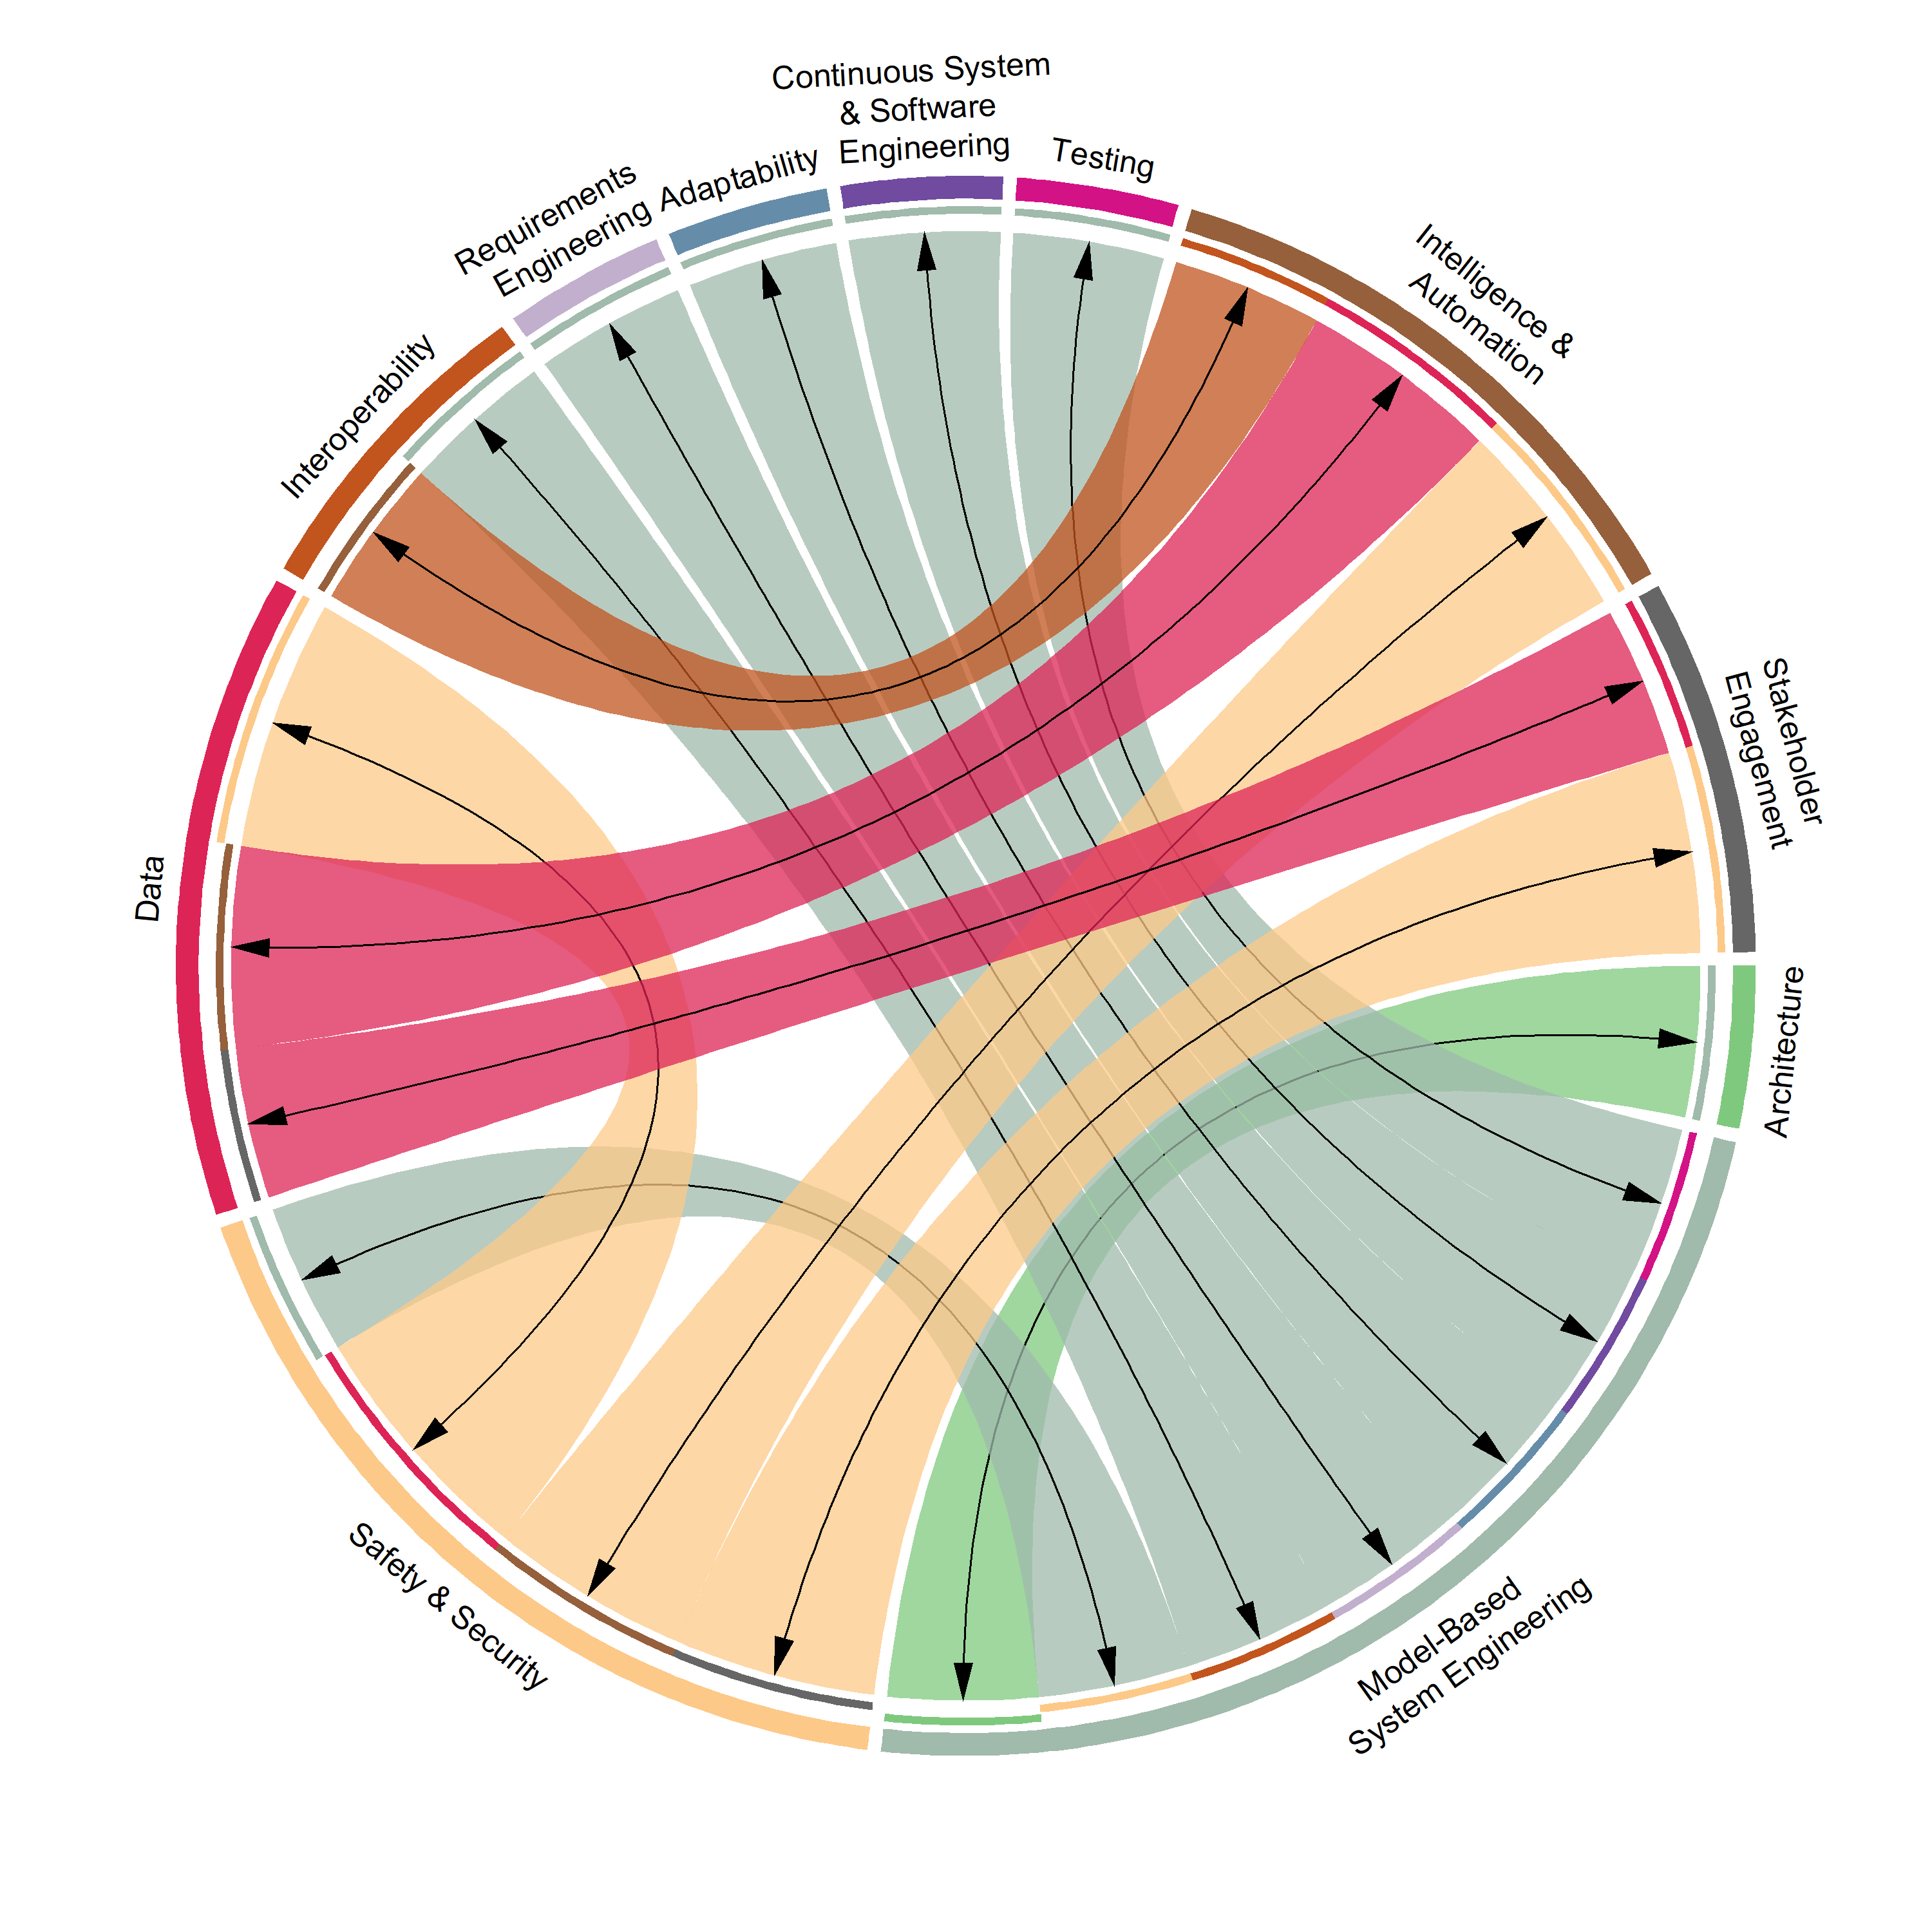 Continuous System
& Software
Engineering
Testing
Adaptability
Requirements
Engineering
Intelligence &
Automation
Interoperability
Stakeholder
Engagement
Data
Architecture
Safety & Security
Model-Based
System Engineering